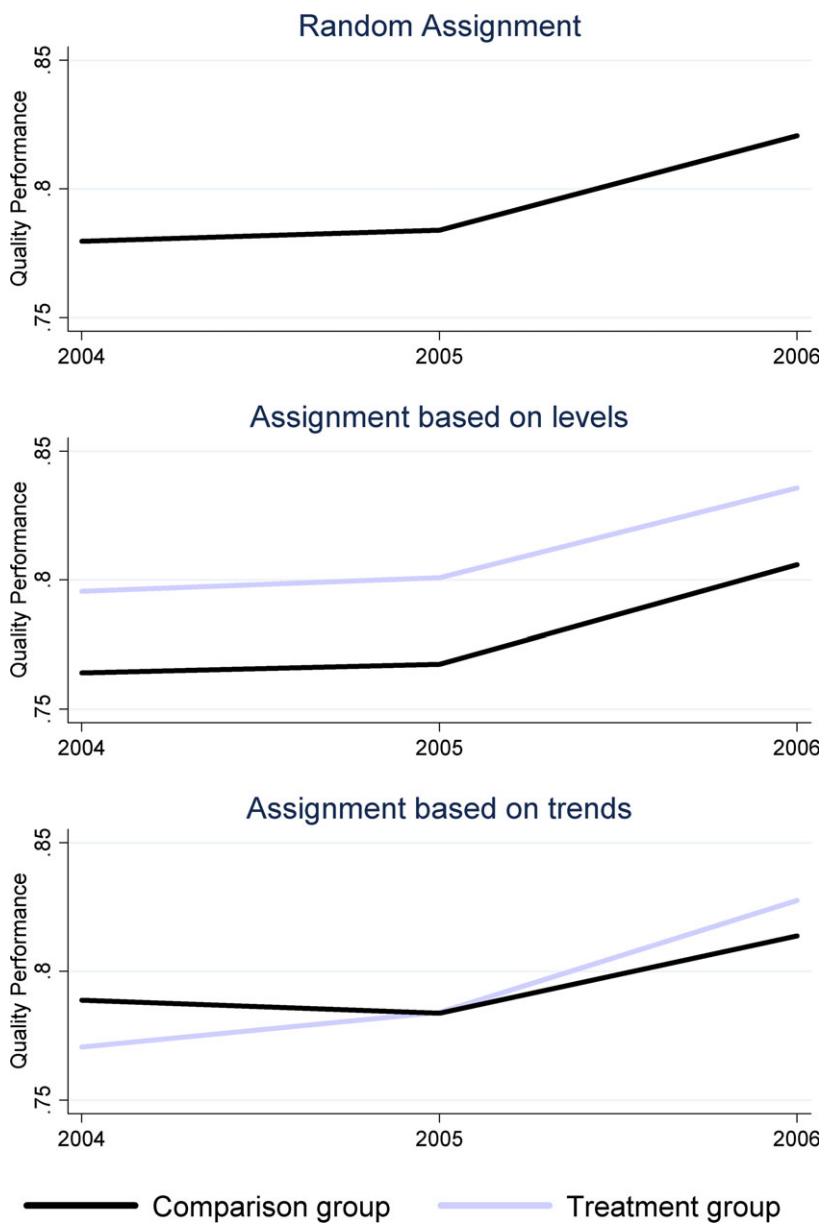 Random Assignment
Quality Performance
.85
.8
.75
2004 2005 2006
Assignment based on levels
Quality Performance
.85
.8
.75
2004 2005 2006
Assignment based on trends
Quality Performance
.85
.8
.75
2004 2005 2006
Comparison group Treatment group